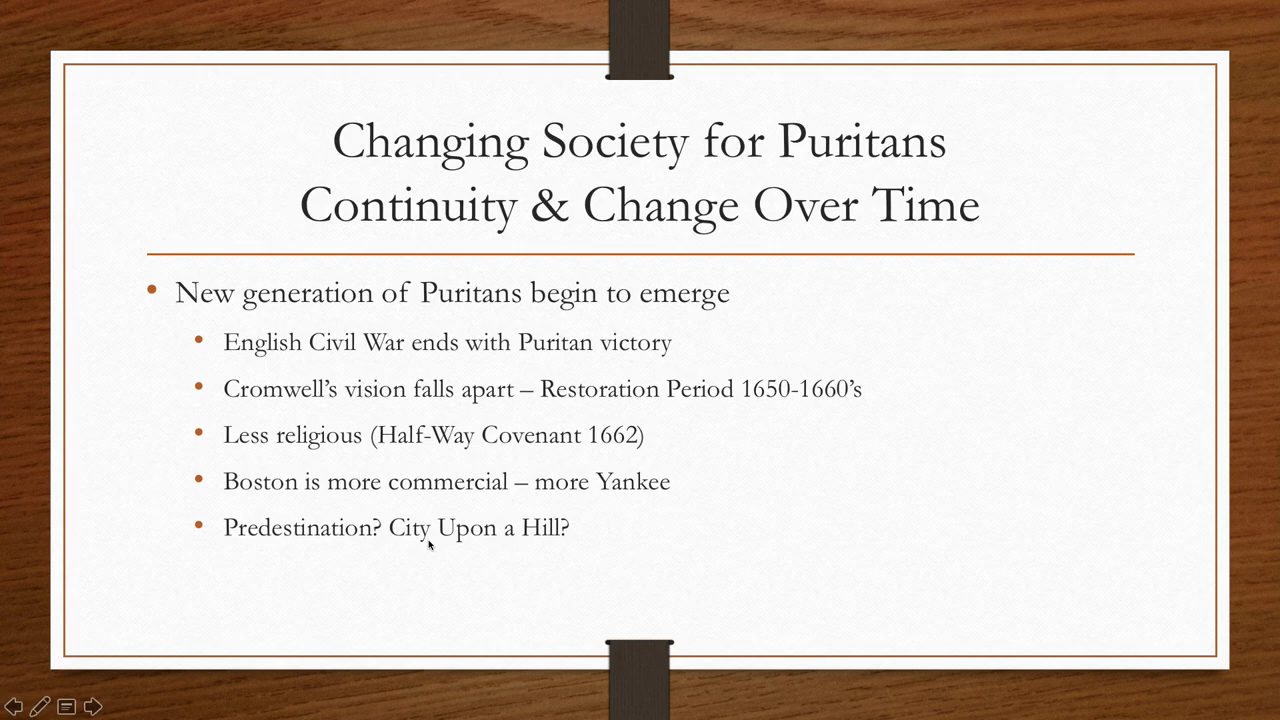 Changing Society for Puritans
Continuity & Change Over Time
• New generation of Puritans begin to emerge
• English Civil War ends with Puritan victory
• Cromwell’s vision falls apart – Restoration Period 1650-1660’s
• Less religious (Half-Way Covenant 1662)
• Boston is more commercial – more Yankee
• Predestination? City Upon a Hill?